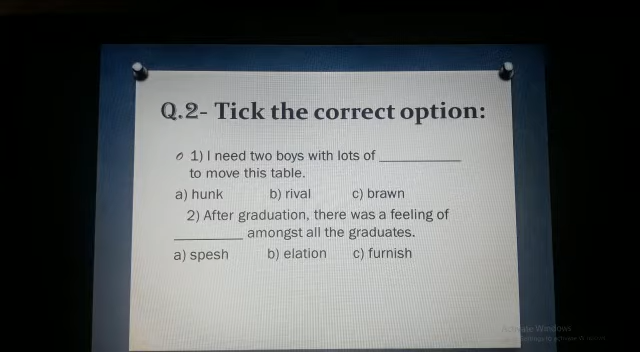 Q.2- Tick the correct option:
1) I need two boys with lots of __________
to move this table.
a) hunk b) rival c) brawn
2) After graduation, there was a feeling of
_________ amongst all the graduates.
a) spesh b) elation c) furnish
Activate Windows